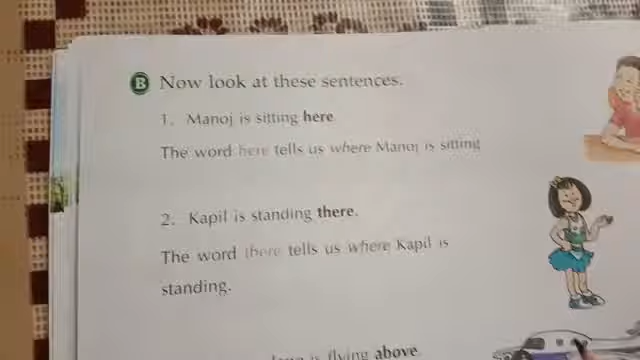 B Now look at these sentences.
1. Manoj is sitting here
The word here tells us where Manoj is sitting
2. Kapil is standing there.
The word there tells us where Kapil is
standing.
is flying above